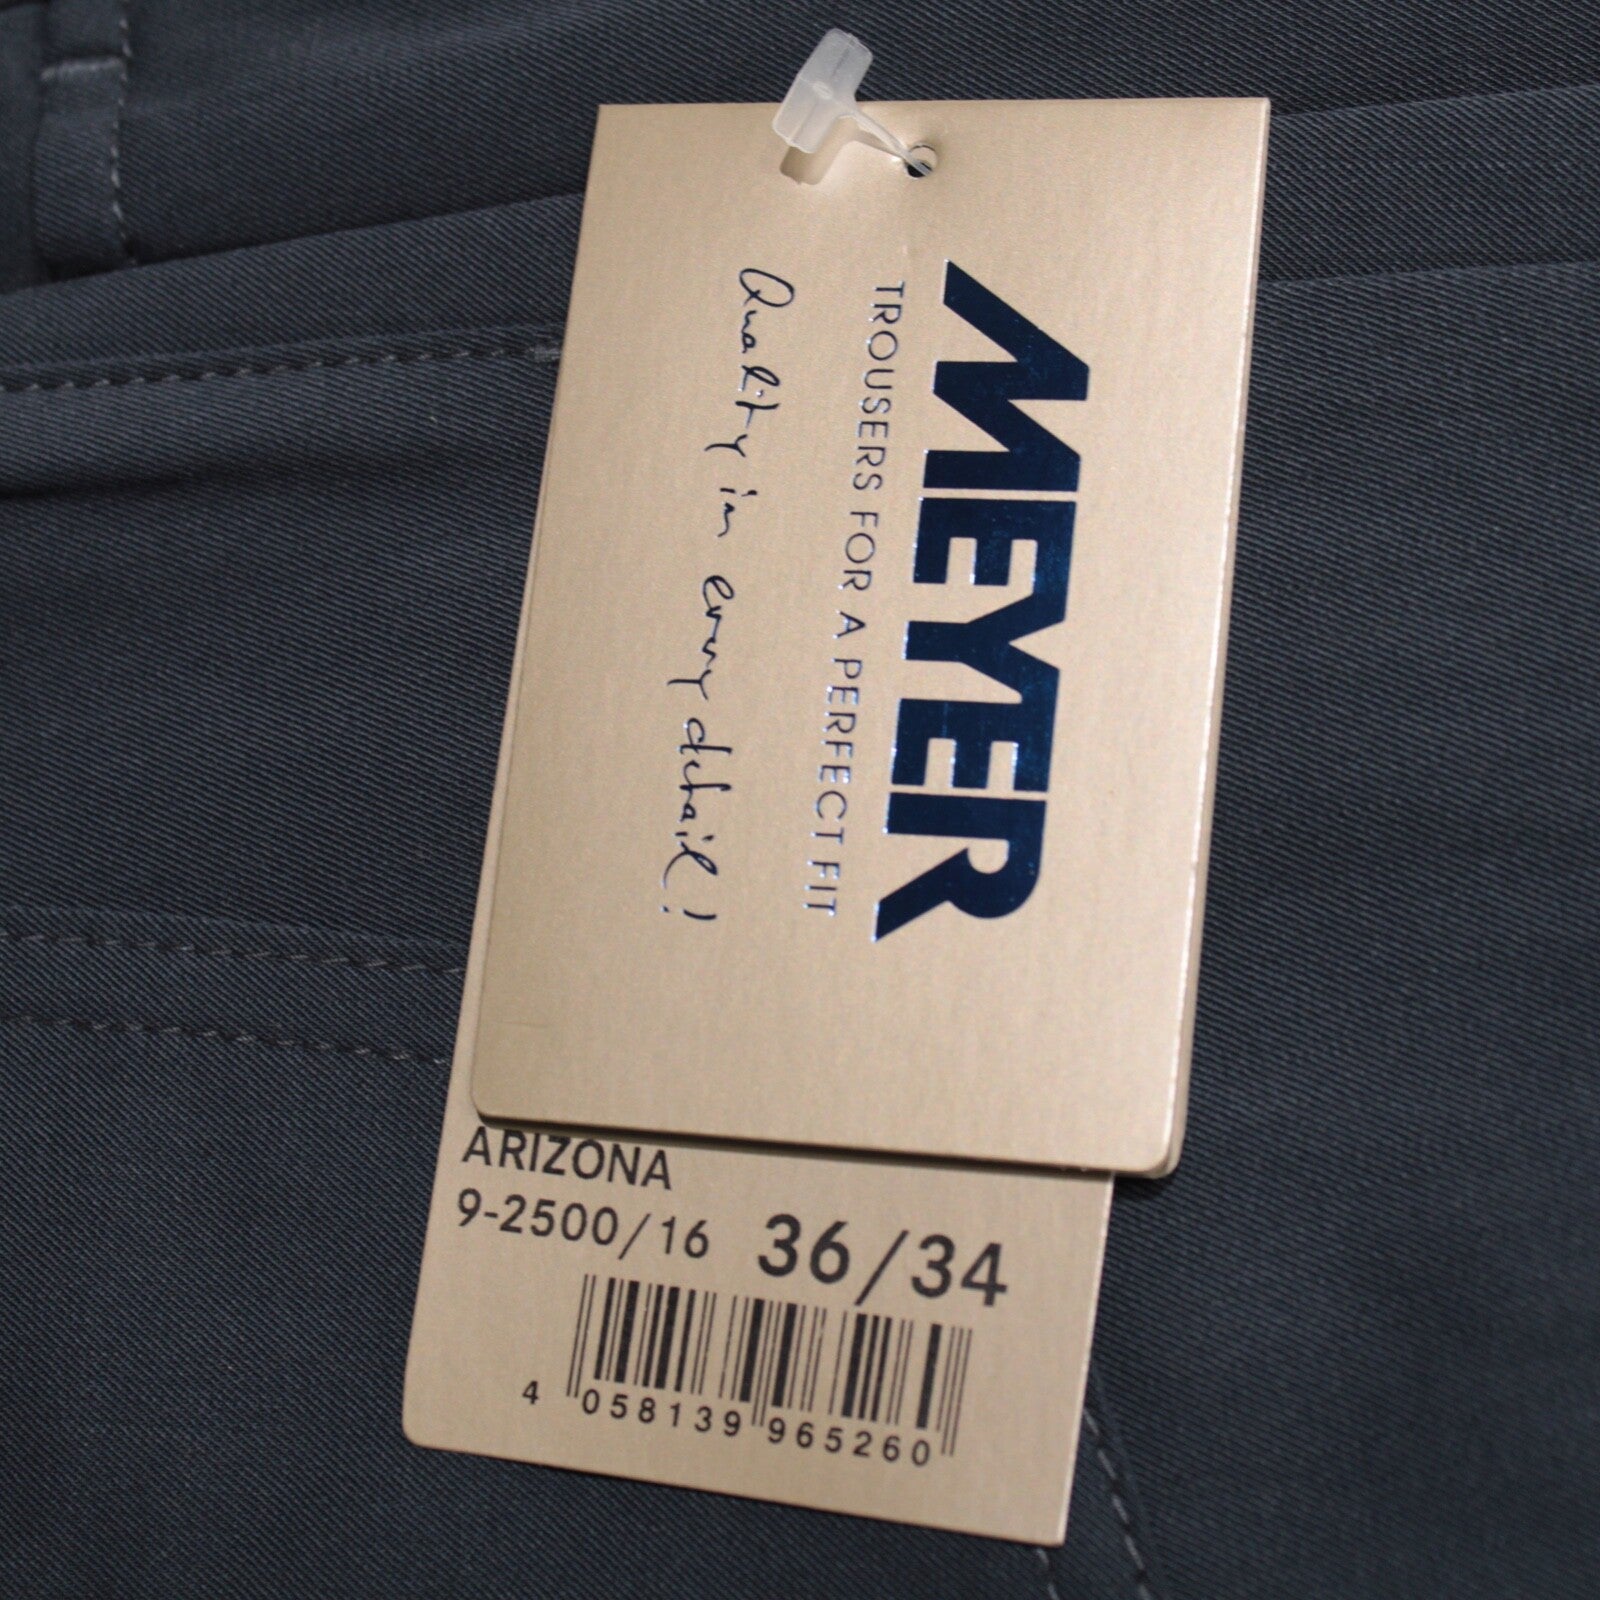 MEYER
TROUSERS FOR A PERFECT FIT
Quality in every detail!
ARIZONA
9-2500/16 36/34
4 058139 965260